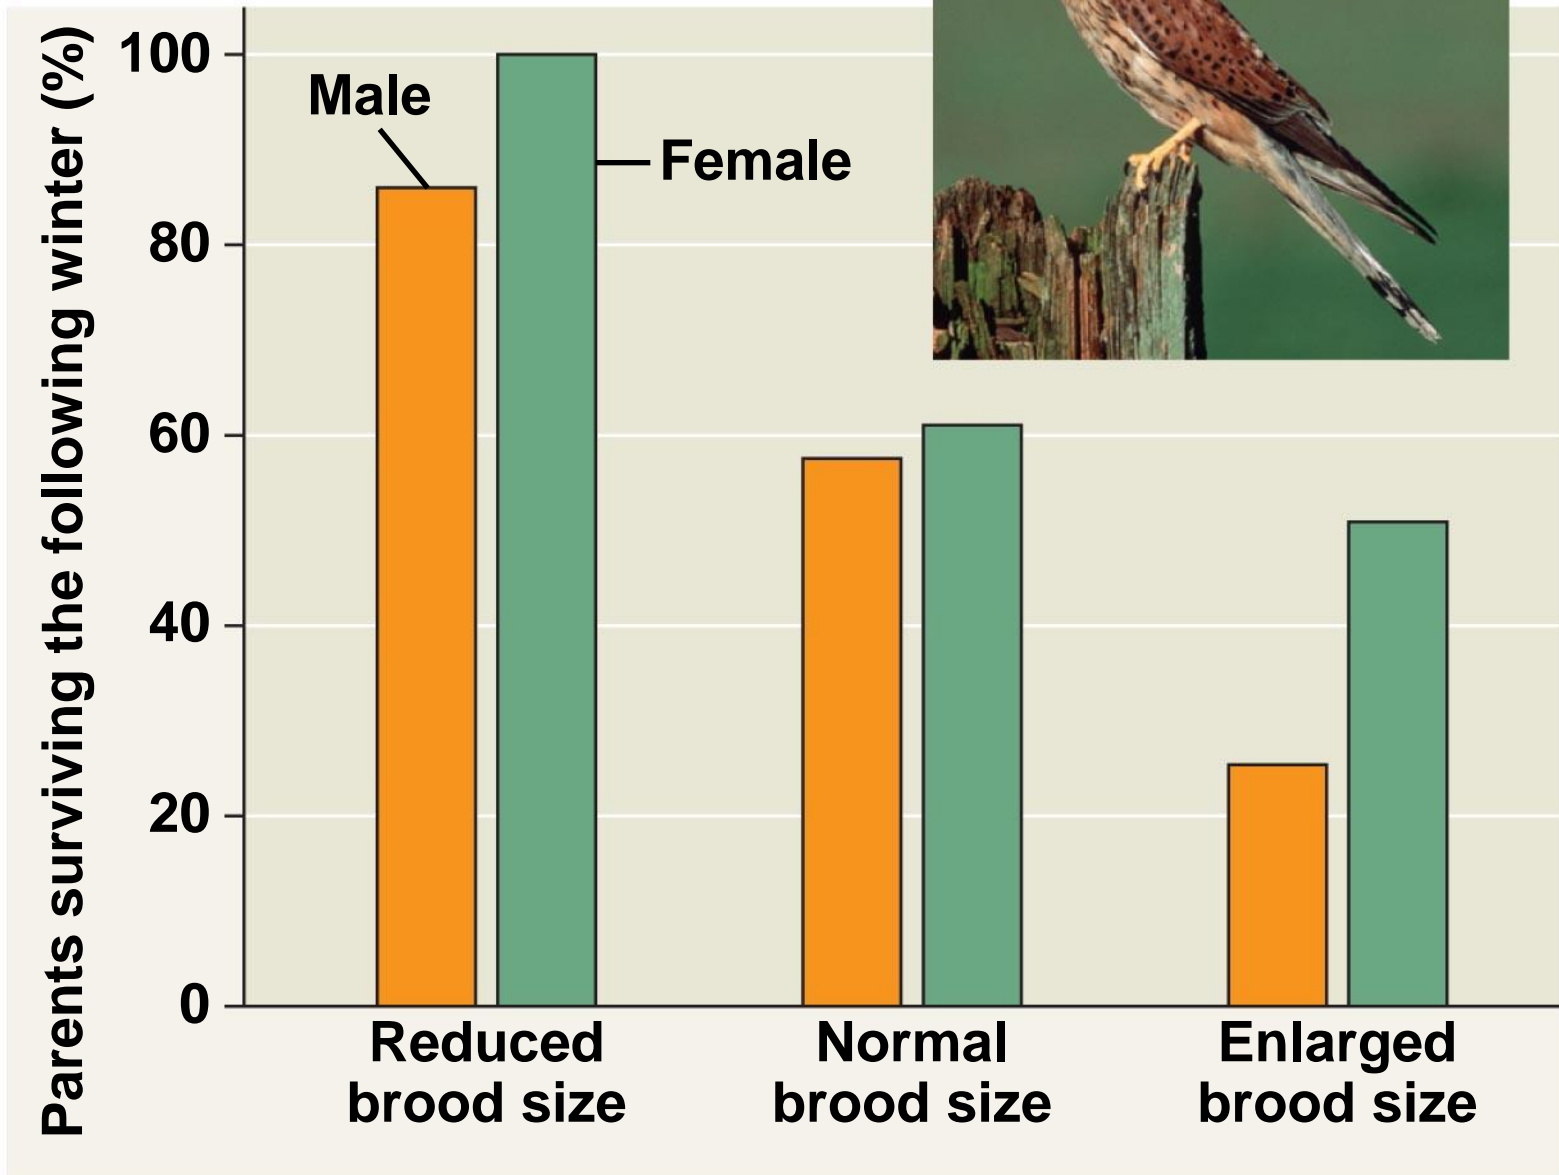 Parents surviving the following winter (%)
100
80
60
40
20
0
Male
Female
Reduced
brood size
Normal
brood size
Enlarged
brood size